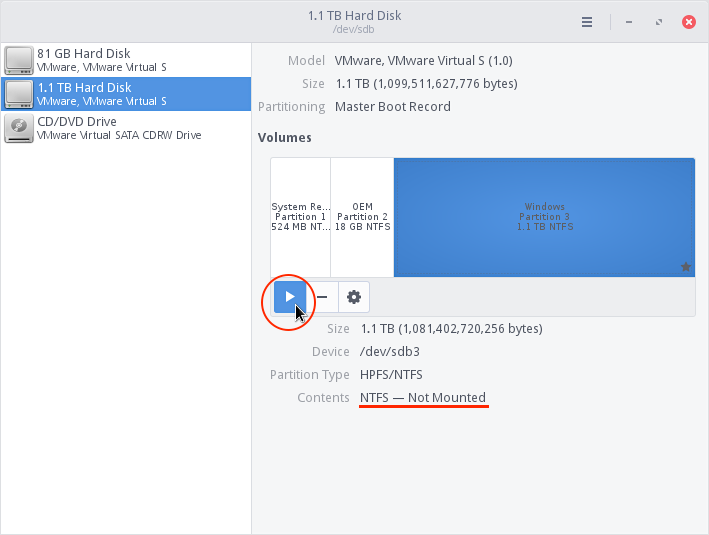 1.1 TB Hard Disk
/dev/sdb
81 GB Hard Disk
VMware, VMware Virtual S
1.1 TB Hard Disk
VMware, VMware Virtual S
CD/DVD Drive
VMware Virtual SATA CDRW Drive
Model VMware, VMware Virtual S (1.0)
Size 1.1 TB (1,099,511,627,776 bytes)
Partitioning Master Boot Record
Volumes
System Re...
Partition 1
524 MB NT...
OEM
Partition 2
18 GB NTFS
Windows
Partition 3
1.1 TB NTFS
Size 1.1 TB (1,081,402,720,256 bytes)
Device /dev/sdb3
Partition Type HPFS/NTFS
Contents NTFS — Not Mounted